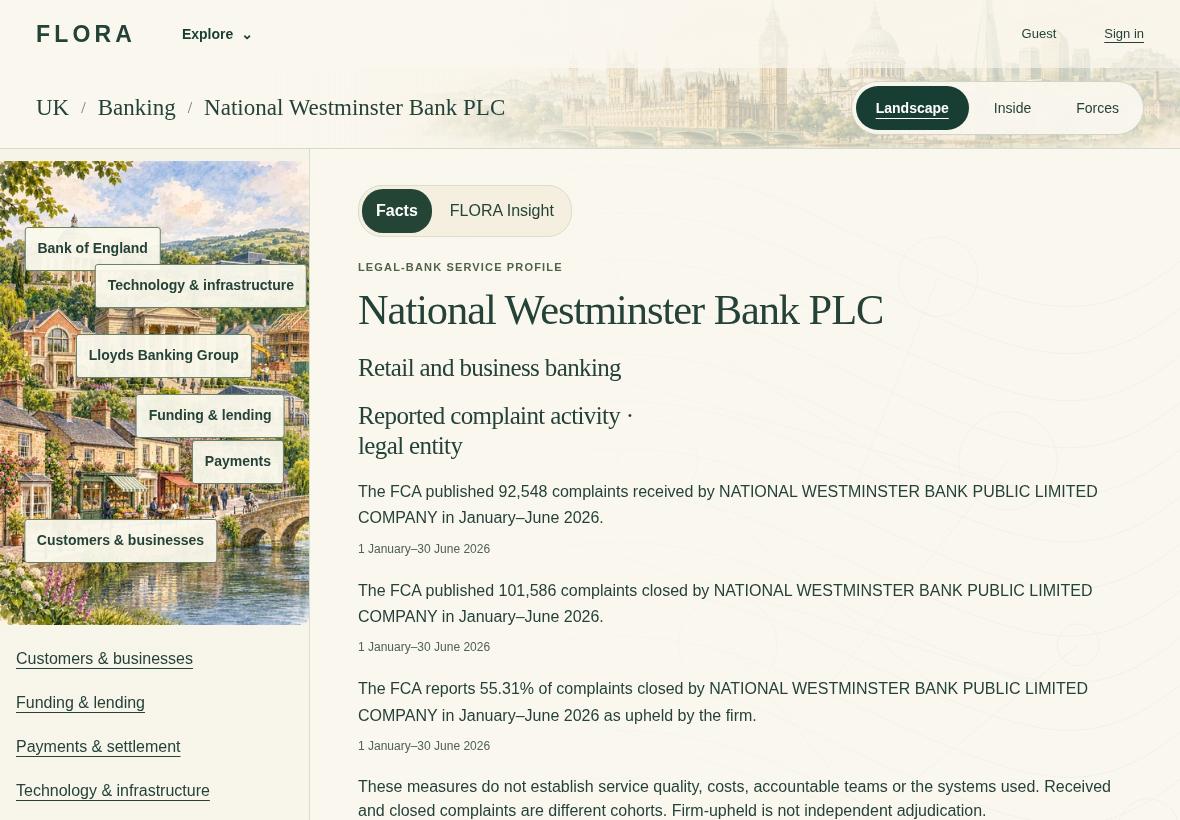 FLORA
Explore
Guest
Sign in
UK / Banking / National Westminster Bank PLC
Landscape
Inside
Forces
Bank of England
Technology & infrastructure
Lloyds Banking Group
Funding & lending
Payments
Customers & businesses
Customers & businesses
Funding & lending
Payments & settlement
Technology & infrastructure
Facts
FLORA Insight
LEGAL-BANK SERVICE PROFILE
National Westminster Bank PLC
Retail and business banking
Reported complaint activity ·
legal entity
The FCA published 92,548 complaints received by NATIONAL WESTMINSTER BANK PUBLIC LIMITED
COMPANY in January–June 2026.
1 January–30 June 2026
The FCA published 101,586 complaints closed by NATIONAL WESTMINSTER BANK PUBLIC LIMITED
COMPANY in January–June 2026.
1 January–30 June 2026
The FCA reports 55.31% of complaints closed by NATIONAL WESTMINSTER BANK PUBLIC LIMITED
COMPANY in January–June 2026 as upheld by the firm.
1 January–30 June 2026
These measures do not establish service quality, costs, accountable teams or the systems used. Received
and closed complaints are different cohorts. Firm-upheld is not independent adjudication.